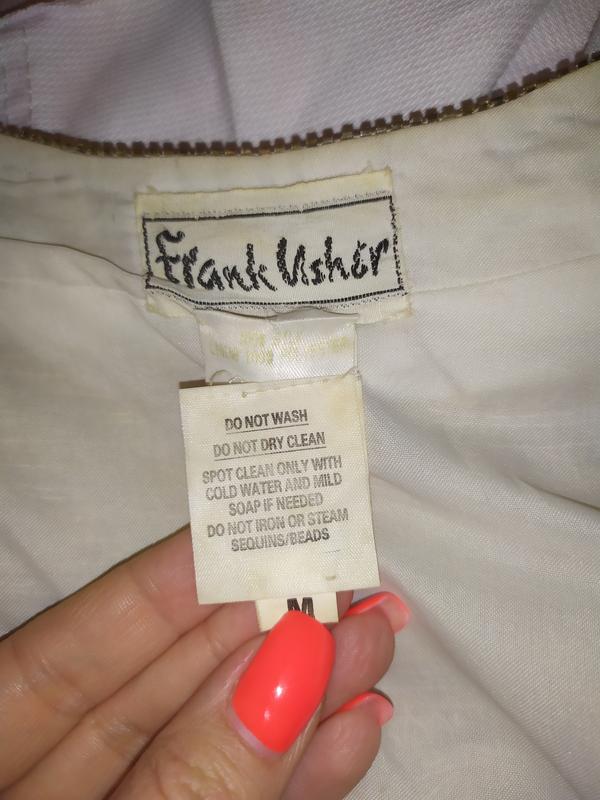 Frank Usher
DO NOT WASH
DO NOT DRY CLEAN
SPOT CLEAN ONLY WITH
COLD WATER AND MILD
SOAP IF NEEDED
DO NOT IRON OR STEAM
SEQUINS/BEADS
M